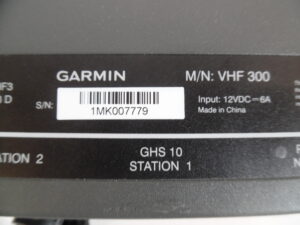 GARMIN
M/N: VHF 300
S/N:
1MK007779
Input: 12VDC-6A
Made in China
GHS 10
STATION 1
STATION 2